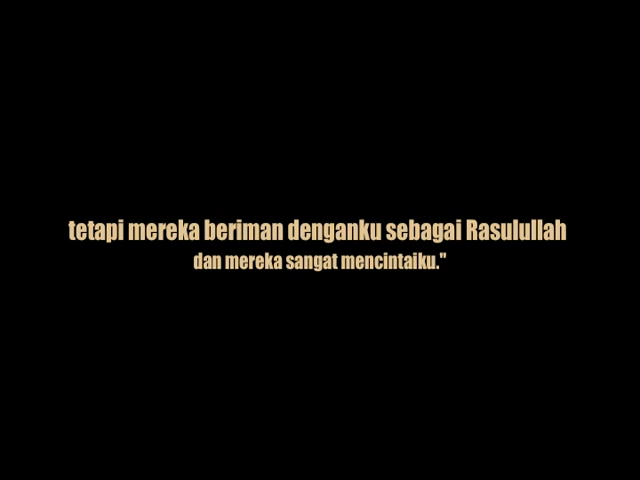 tetapi mereka beriman denganku sebagai Rasulullah
dan mereka sangat mencintaiku."